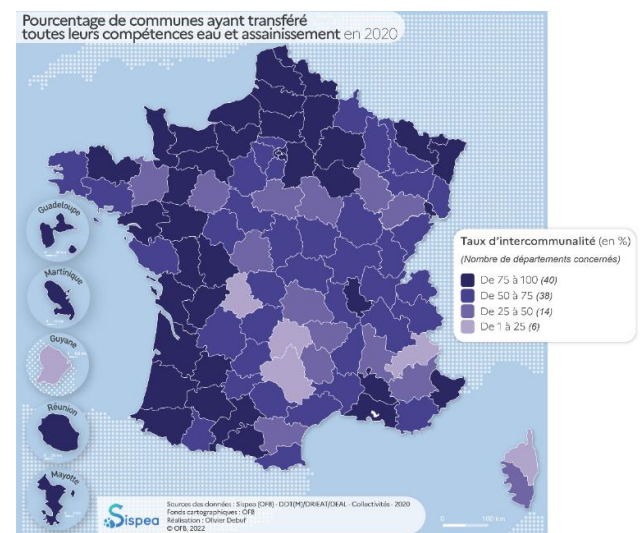 Pourcentage de communes ayant transféré
toutes leurs compétences eau et assainissement en 2020
Guadeloupe
Martinique
Guyane
Réunion
Mayotte
Taux d'intercommunalité (en %)
(Nombre de départements concernés)
De 75 à 100 (40)
De 50 à 75 (38)
De 25 à 50 (14)
De 1 à 25 (6)
Sispea
Sources des données : Sispea (OFB) - DDT(M)/DRIEAT/DEAL - Collectivités - 2020
Fonds cartographiques : OFB
Réalisation : Olivier Debuf
© OFB, 2022
0 100 km